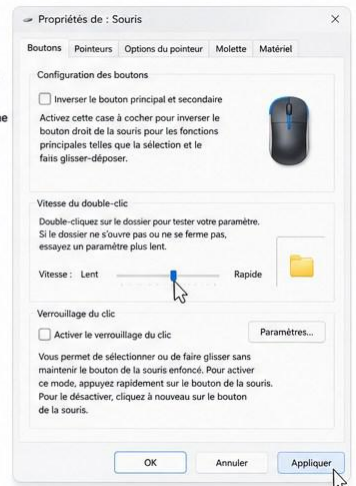 Propriétés de : Souris
Boutons Pointeurs Options du pointeur Molette Matériel
Configuration des boutons
Inverser le bouton principal et secondaire
Activez cette case à cocher pour inverser le
bouton droit de la souris pour les fonctions
principales telles que la sélection et le
faiis glisser-déposer.
Vitesse du double-clic
Double-cliquez sur le dossier pour tester votre paramètre.
Si le dossier ne s'ouvre pas ou ne se ferme pas,
essayez un paramètre plus lent.
Vitesse : Lent Rapide
Verrouillage du clic
Activer le verrouillage du clic Paramètres...
Vous permet de sélectionner ou de faire glisser sans
maintenir le bouton de la souris enfoncé. Pour activer
ce mode, appuyez rapidement sur le bouton de la souris.
Pour le désactiver, cliquez à nouveau sur le bouton
de la souris.
OK Annuler Appliquer